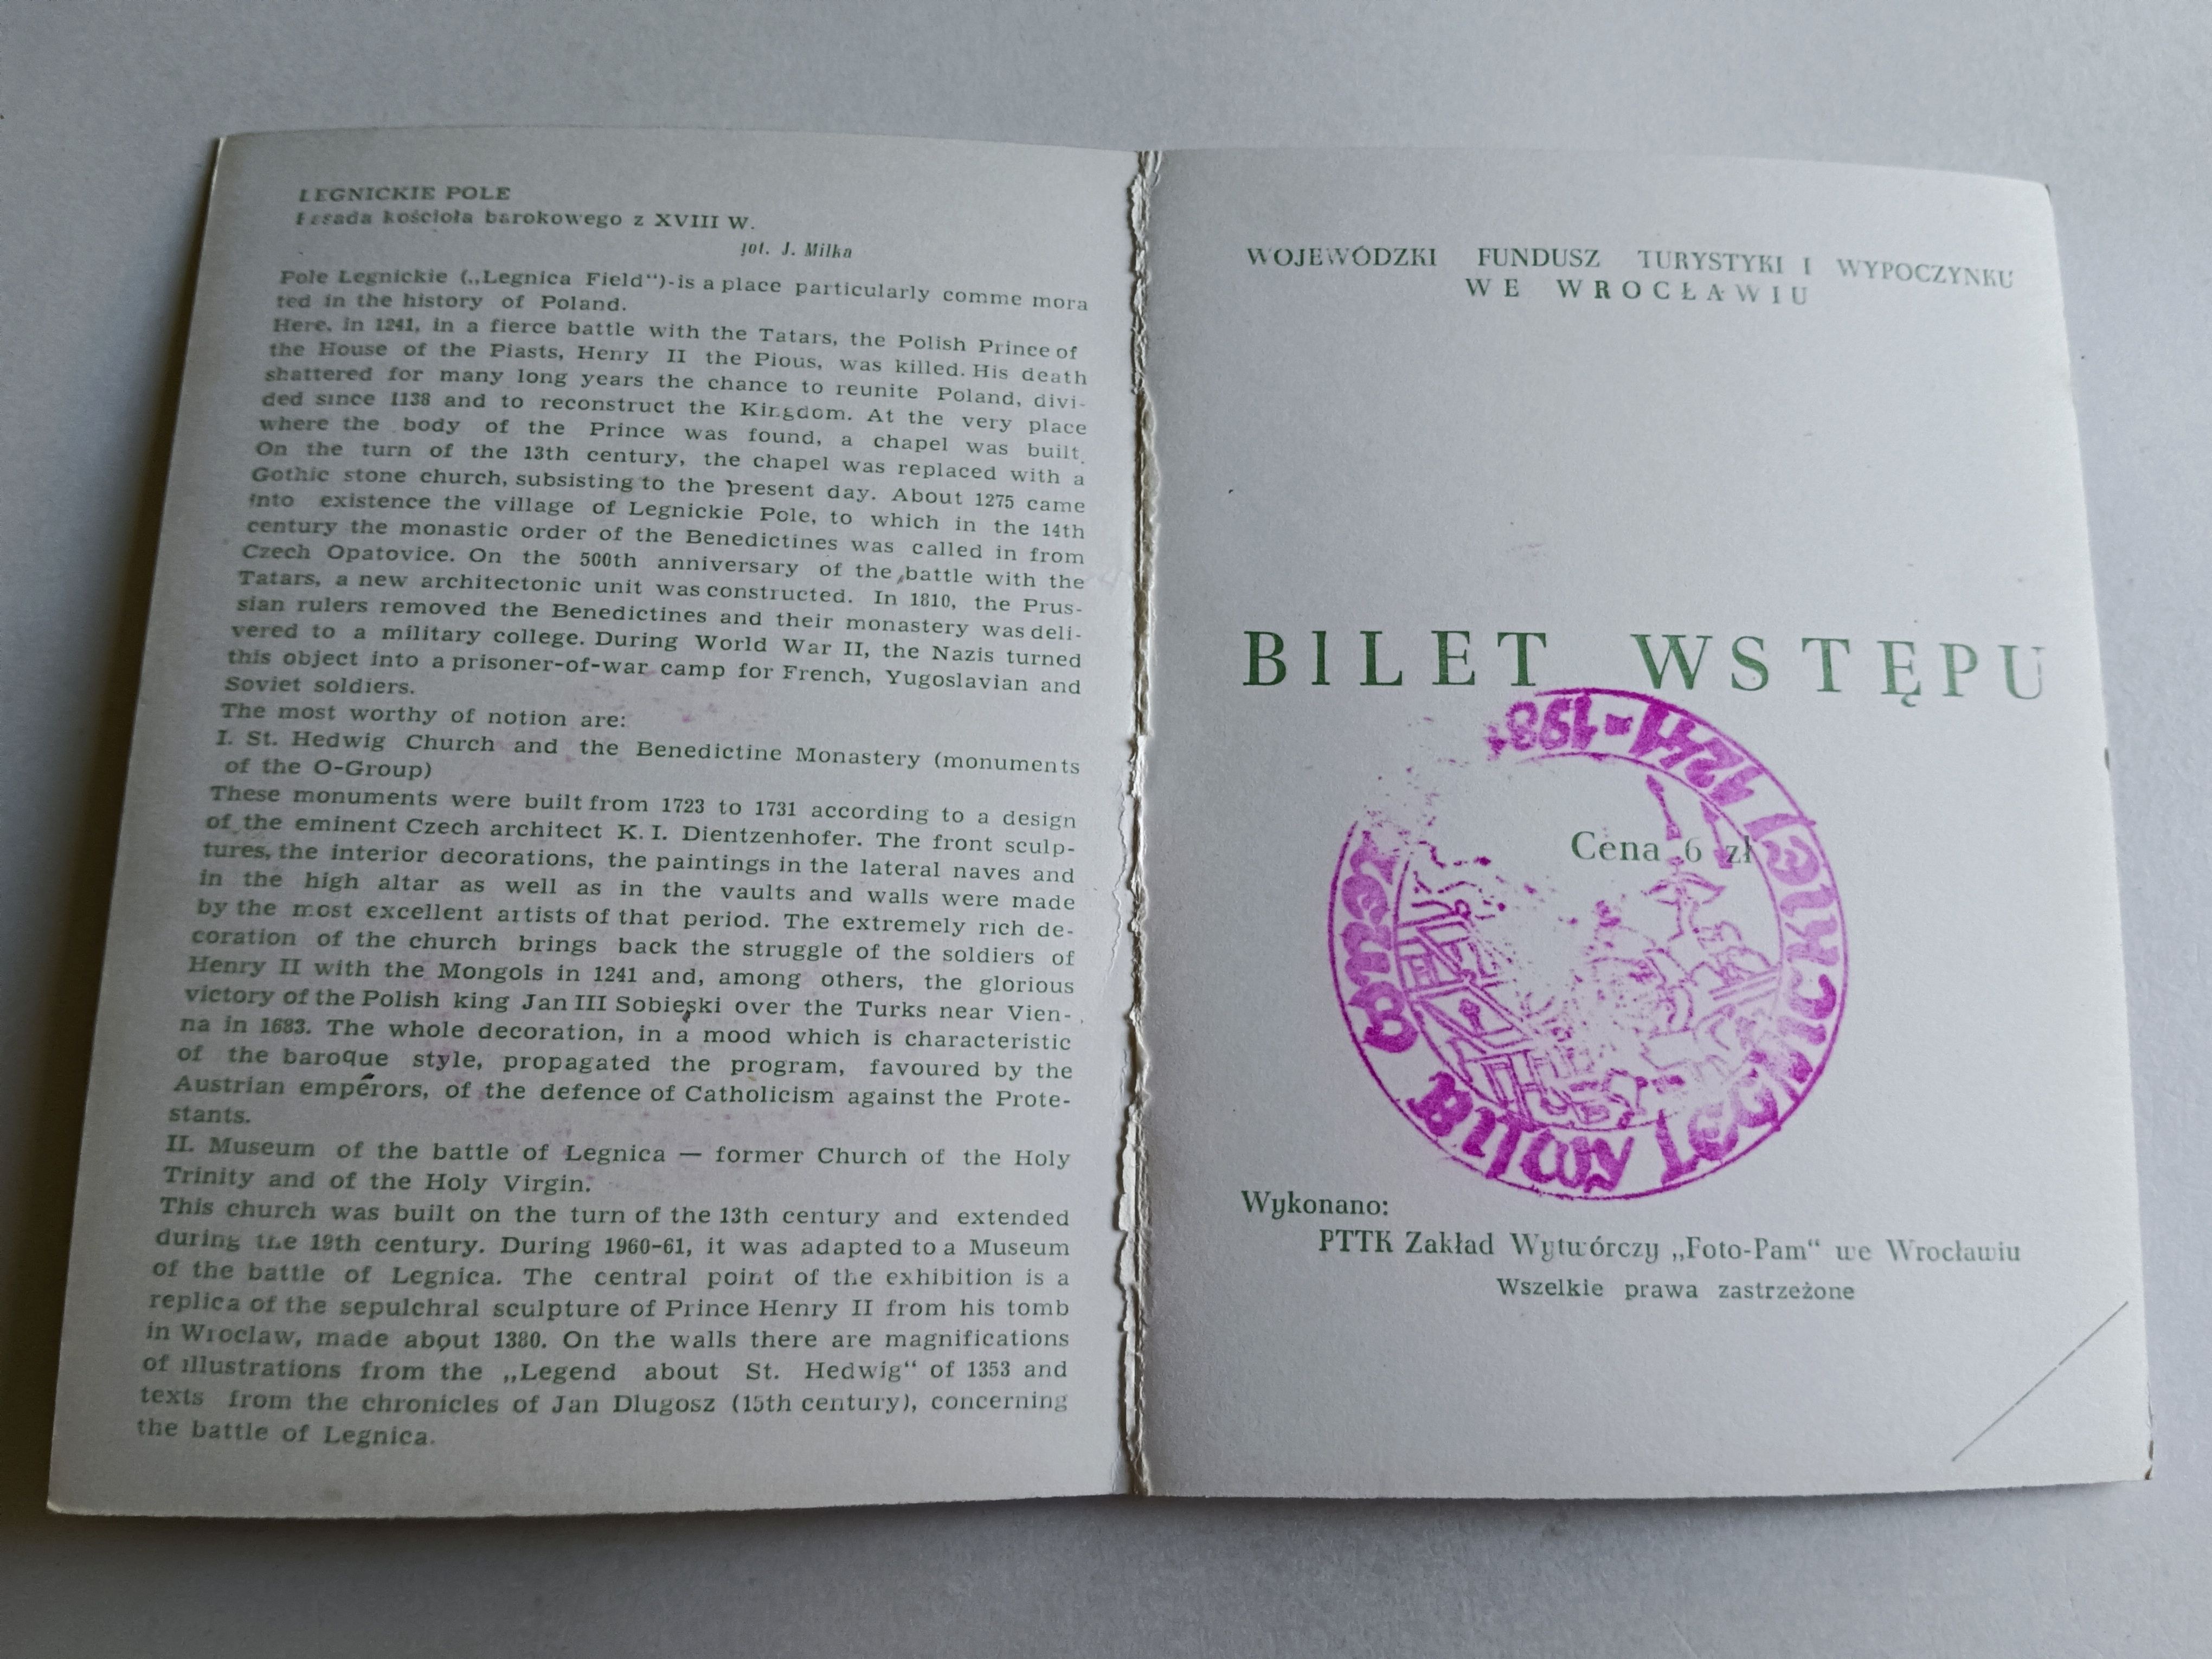 LEGNICKIE POLE
Fasada kościoła barokowego z XVIII W.
fot. J. Milka
Pole Legnickie („Legnica Field“)-is a place particularly comme mora
ted in the history of Poland.
Here, in 1241, in a fierce battle with the Tatars, the Polish Prince of
the House of the Piasts, Henry II the Pious, was killed. His death
shattered for many long years the chance to reunite Poland, divi-
ded since 1138 and to reconstruct the Kingdom. At the very place
where the body of the Prince was found, a chapel was built.
On the turn of the 13th century, the chapel was replaced with a
Gothic stone church, subsisting to the present day. About 1275 came
into existence the village of Legnickie Pole, to which in the 14th
century the monastic order of the Benedictines was called in from
Czech Opatovice. On the 500th anniversary of the battle with the
Tatars, a new architectonic unit was constructed. In 1810, the Prus-
sian rulers removed the Benedictines and their monastery was deli-
vered to a military college. During World War II, the Nazis turned
this object into a prisoner-of-war camp for French, Yugoslavian and
Soviet soldiers.
The most worthy of notion are:
I. St. Hedwig Church and the Benedictine Monastery (monuments
of the O-Group)
These monuments were built from 1723 to 1731 according to a design
of the eminent Czech architect K. I. Dientzenhofer. The front sculp-
tures, the interior decorations, the paintings in the lateral naves and
in the high altar as well as in the vaults and walls were made
by the most excellent artists of that period. The extremely rich de-
coration of the church brings back the struggle of the soldiers of
Henry II with the Mongols in 1241 and, among others, the glorious
victory of the Polish king Jan III Sobieski over the Turks near Vien-
na in 1683. The whole decoration, in a mood which is characteristic
of the baroque style, propagated the program, favoured by the
Austrian emperors, of the defence of Catholicism against the Prote-
stants.
II. Museum of the battle of Legnica — former Church of the Holy
Trinity and of the Holy Virgin.
This church was built on the turn of the 13th century and extended
during the 19th century. During 1960-61, it was adapted to a Museum
of the battle of Legnica. The central point of the exhibition is a
replica of the sepulchral sculpture of Prince Henry II from his tomb
in Wroclaw, made about 1380. On the walls there are magnifications
of illustrations from the „Legend about St. Hedwig“ of 1353 and
texts from the chronicles of Jan Dlugosz (15th century), concerning
the battle of Legnica.
WOJEWÓDZKI FUNDUSZ TURYSTYKI I WYPOCZYNKU
WE WROCŁAWIU
BILET WSTĘPU
Cena 6 zł
BITWY LEGNICKIEJ 1241-198
Wykonano:
PTTK Zakład Wytwórczy „Foto-Pam“ we Wrocławiu
Wszelkie prawa zastrzeżone